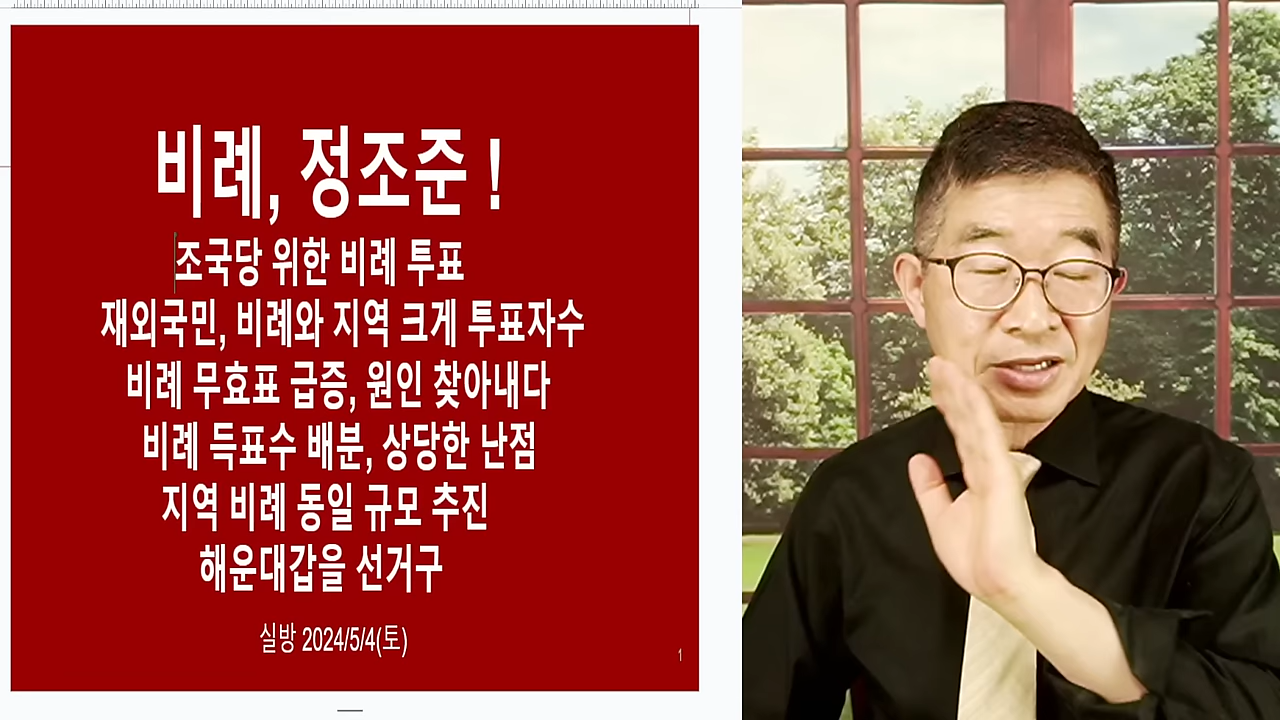 비례, 정조준 !
조국당 위한 비례 투표
재외국민, 비례와 지역 크게 투표자수
비례 무효표 급증, 원인 찾아내다
비례 득표수 배분, 상당한 난점
지역 비례 동일 규모 추진
해운대갑을 선거구
실방 2024/5/4(토)
1